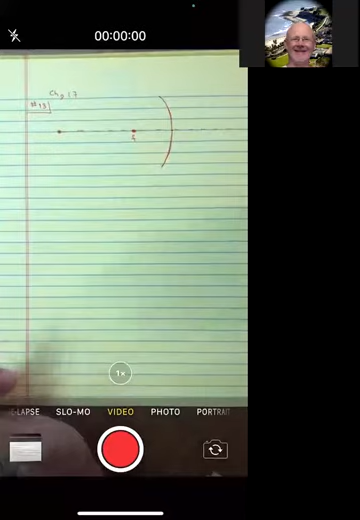 00:00:00
Ch, 17
#13
f
1×
E-LAPSE SLO-MO VIDEO PHOTO PORTRAIT